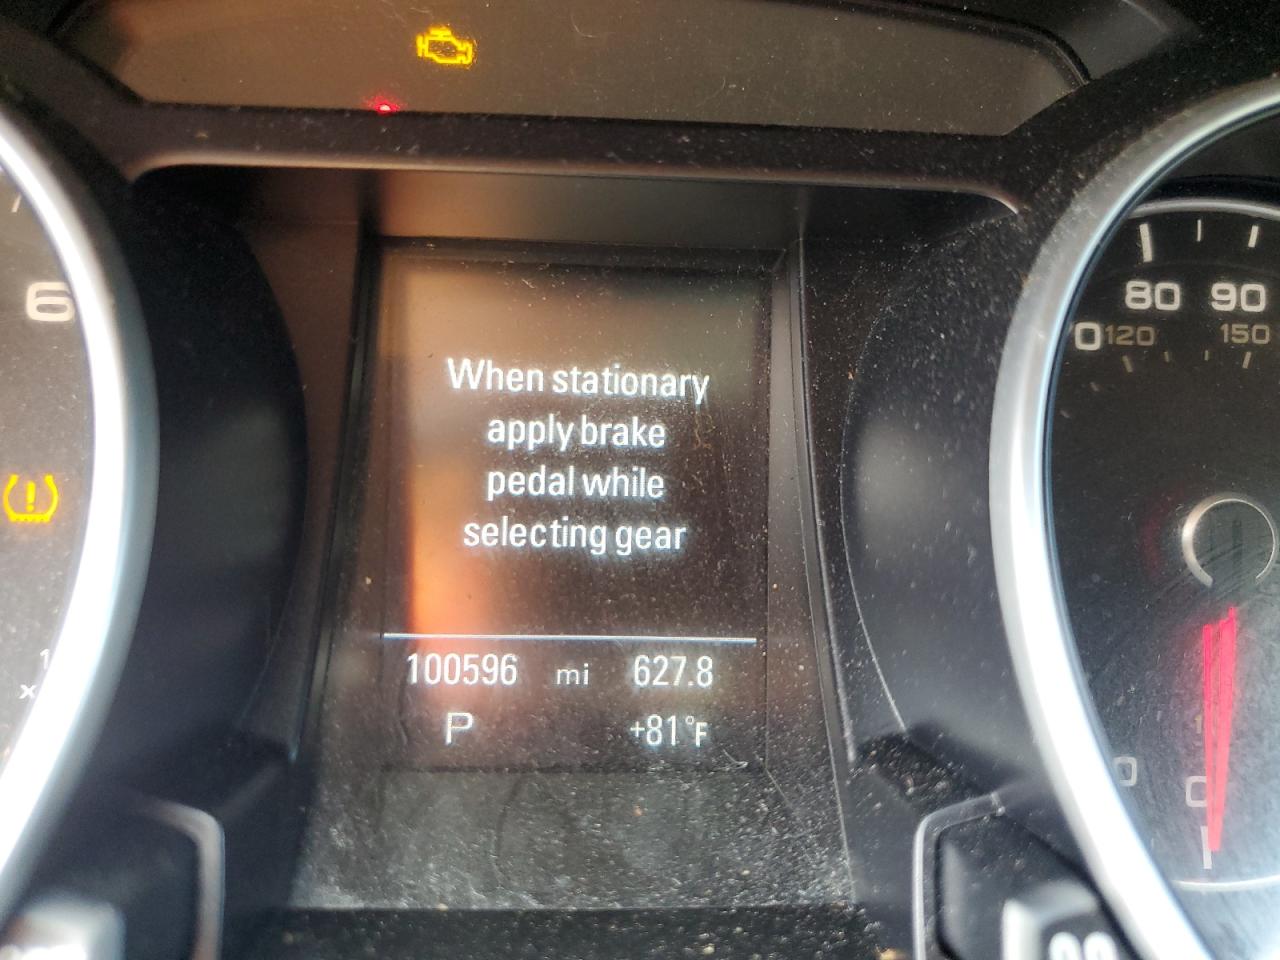 When stationary
apply brake
pedal while
selecting gear
100596 mi 627.8
P +81°F
6
80 90
120 150